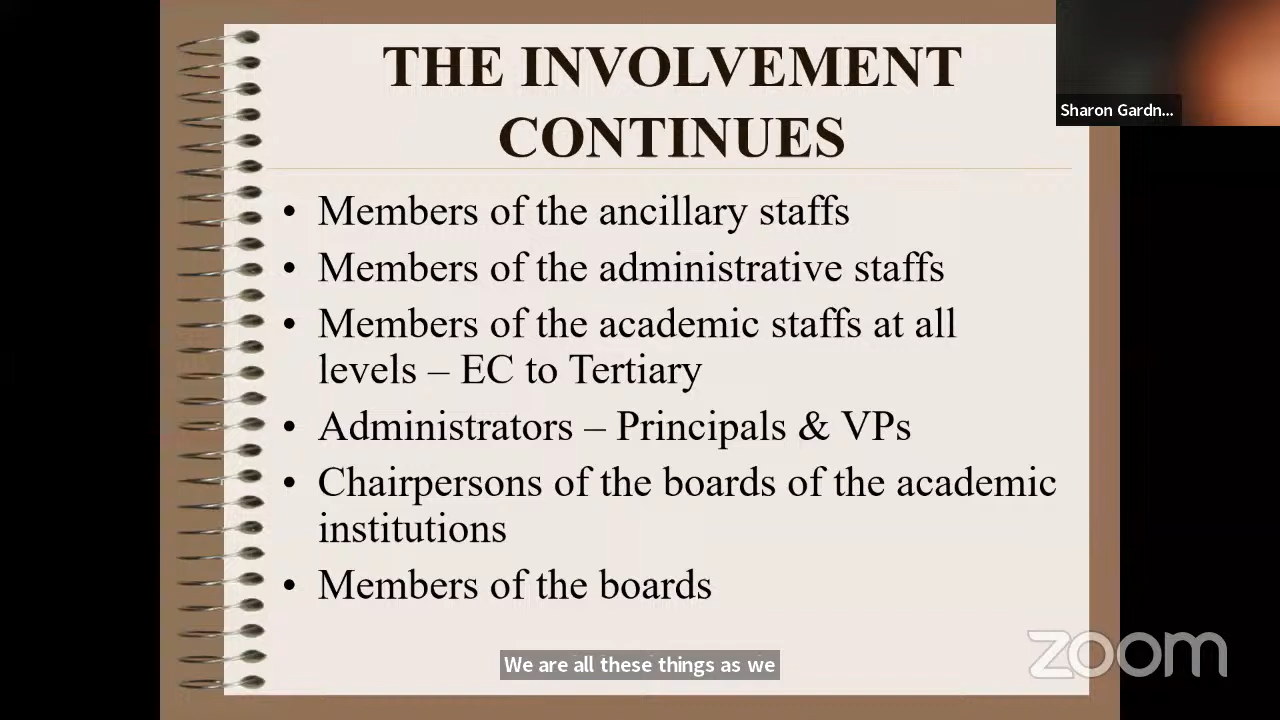 THE INVOLVEMENT
CONTINUES
Sharon Gardn...
• Members of the ancillary staffs
• Members of the administrative staffs
• Members of the academic staffs at all
levels – EC to Tertiary
• Administrators – Principals & VPs
• Chairpersons of the boards of the academic
institutions
• Members of the boards
We are all these things as we
zoom